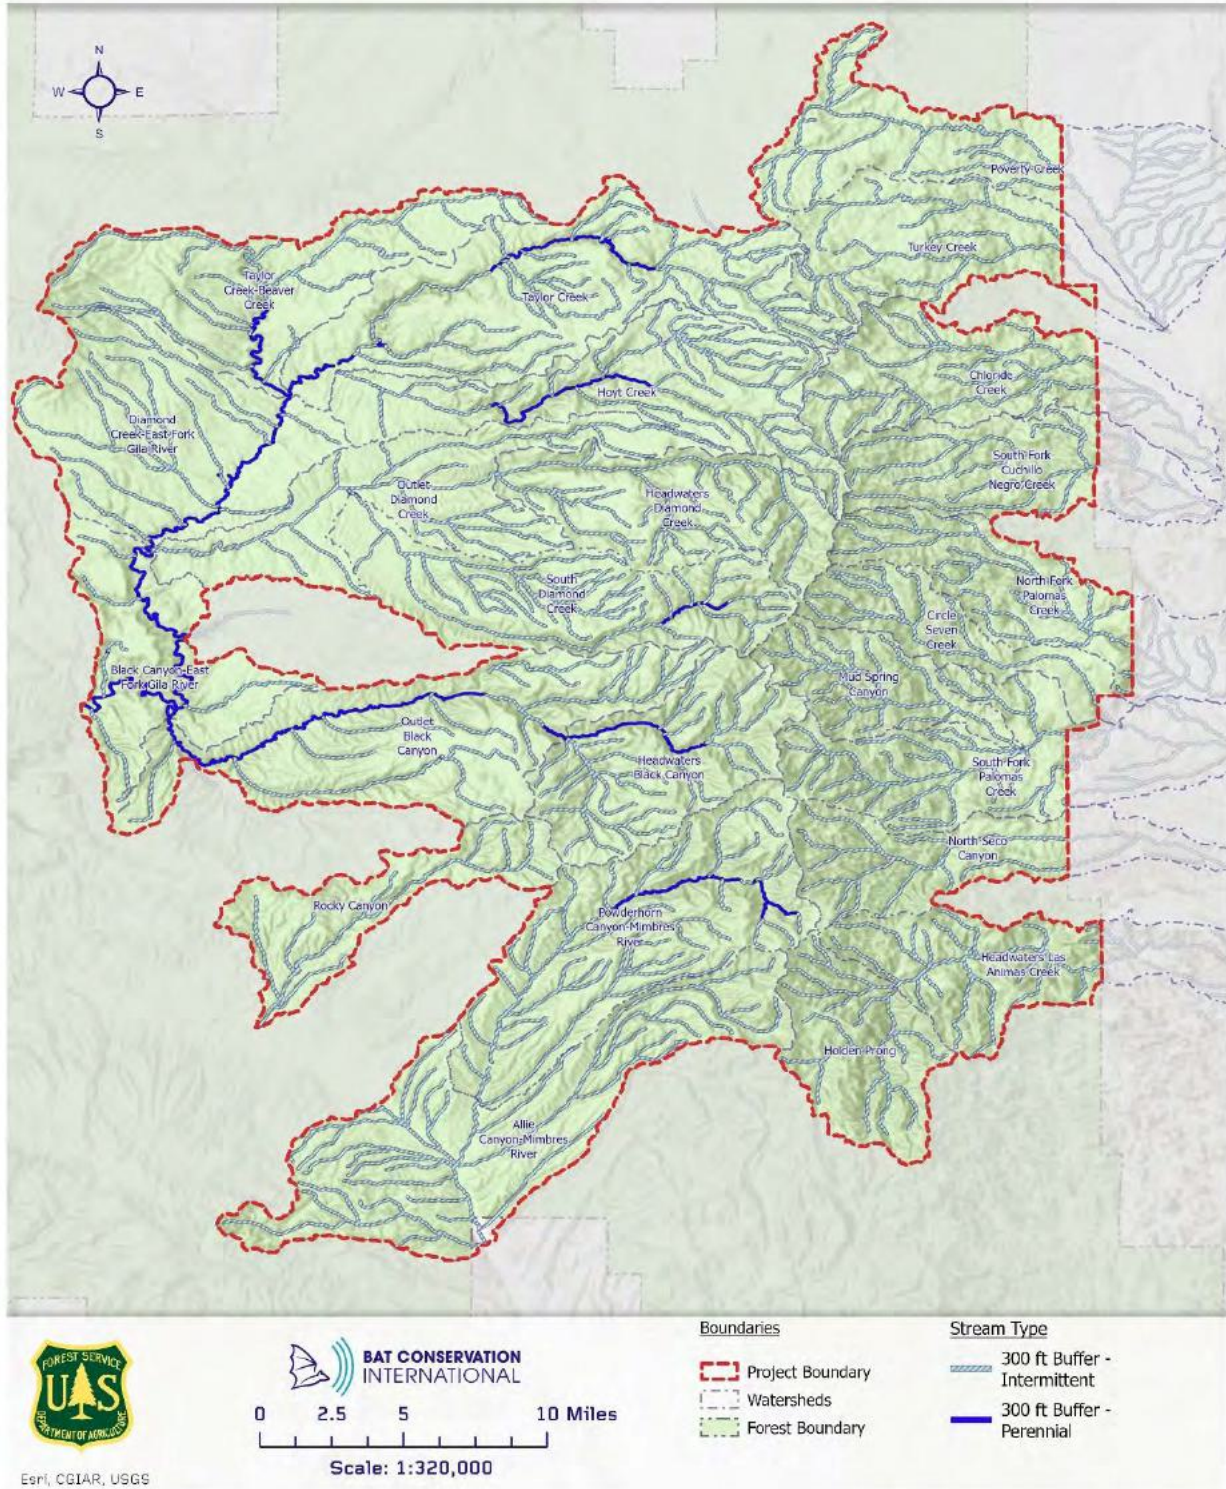 N
W E
S
Poverty Creek
Turkey Creek
Taylor
Creek-Beaver
Creek
Taylor Creek
Chloride
Creek
Hoyt Creek
Diamond
Creek-East Fork
Gila River
South Fork
Cuchillo
Negro Creek
Outlet
Diamond
Creek
Headwaters
Diamond
Creek
South
Diamond
Creek
North Fork
Palomas
Creek
Circle
Seven
Creek
Black Canyon-East
Fork Gila River
Mud Spring
Canyon
Outlet
Black
Canyon
Headwaters
Black Canyon
South Fork
Palomas
Creek
North Seco
Canyon
Rocky Canyon
Powderhorn
Canyon-Mimbres
River
Headwaters Las
Animas Creek
Holden Prong
Allie
Canyon-Mimbres
River
FOREST SERVICE
U S
DEPARTMENT OF AGRICULTURE
Esri, CGIAR, USGS
BAT CONSERVATION
INTERNATIONAL
0 2.5 5 10 Miles
Scale: 1:320,000
Boundaries
Project Boundary
Watersheds
Forest Boundary
Stream Type
300 ft Buffer -
Intermittent
300 ft Buffer -
Perennial